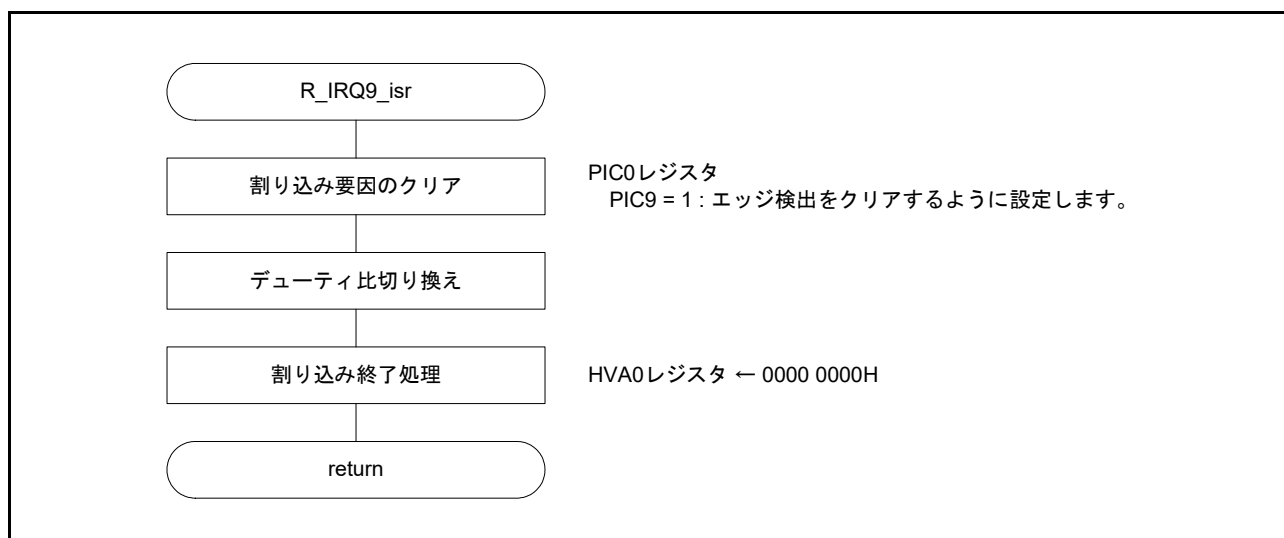 R_IRQ9_isr
割り込み要因のクリア
PIC0レジスタ
PIC9 = 1 : エッジ検出をクリアするように設定します。
デューティ比切り換え
割り込み終了処理
HVA0レジスタ ← 0000 0000H
return